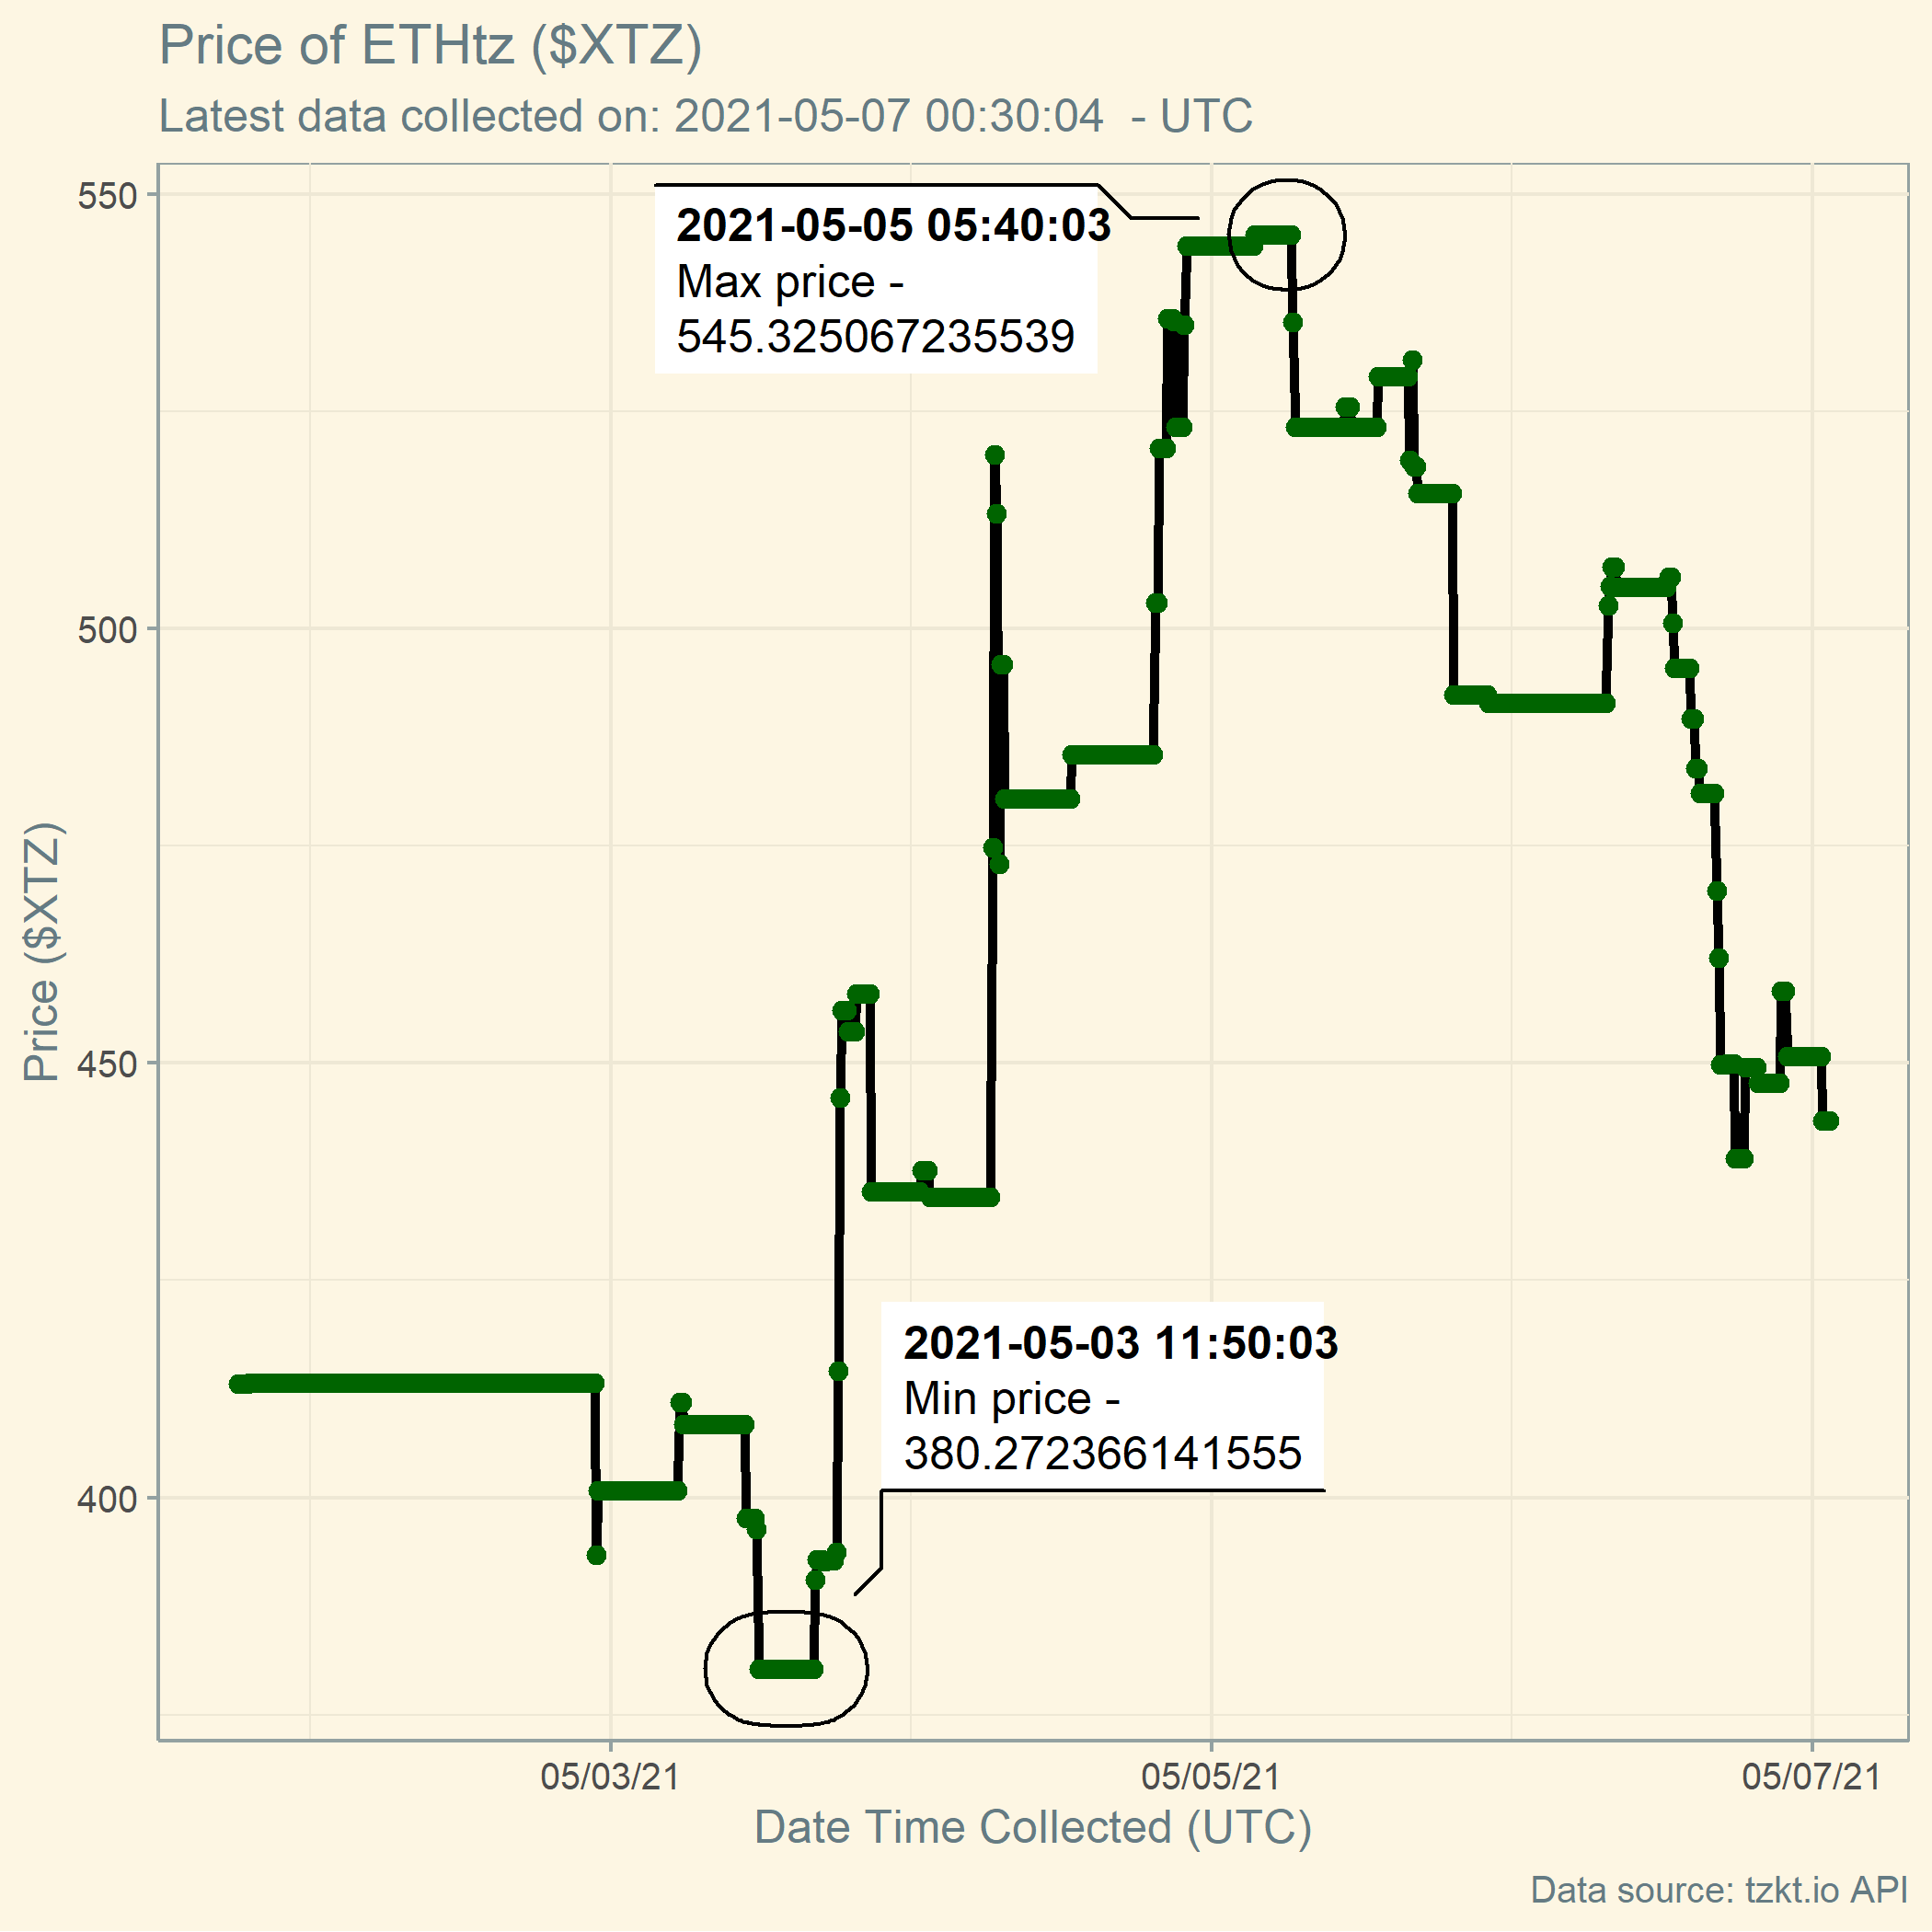 Price of ETHtz ($XTZ)
Latest data collected on: 2021-05-07 00:30:04  - UTC
550
2021-05-05 05:40:03
Max price -
545.325067235539
500
Price ($XTZ)
450
2021-05-03 11:50:03
Min price -
380.272366141555
400
05/03/21
05/05/21
05/07/21
Date Time Collected (UTC)
Data source: tzkt.io API